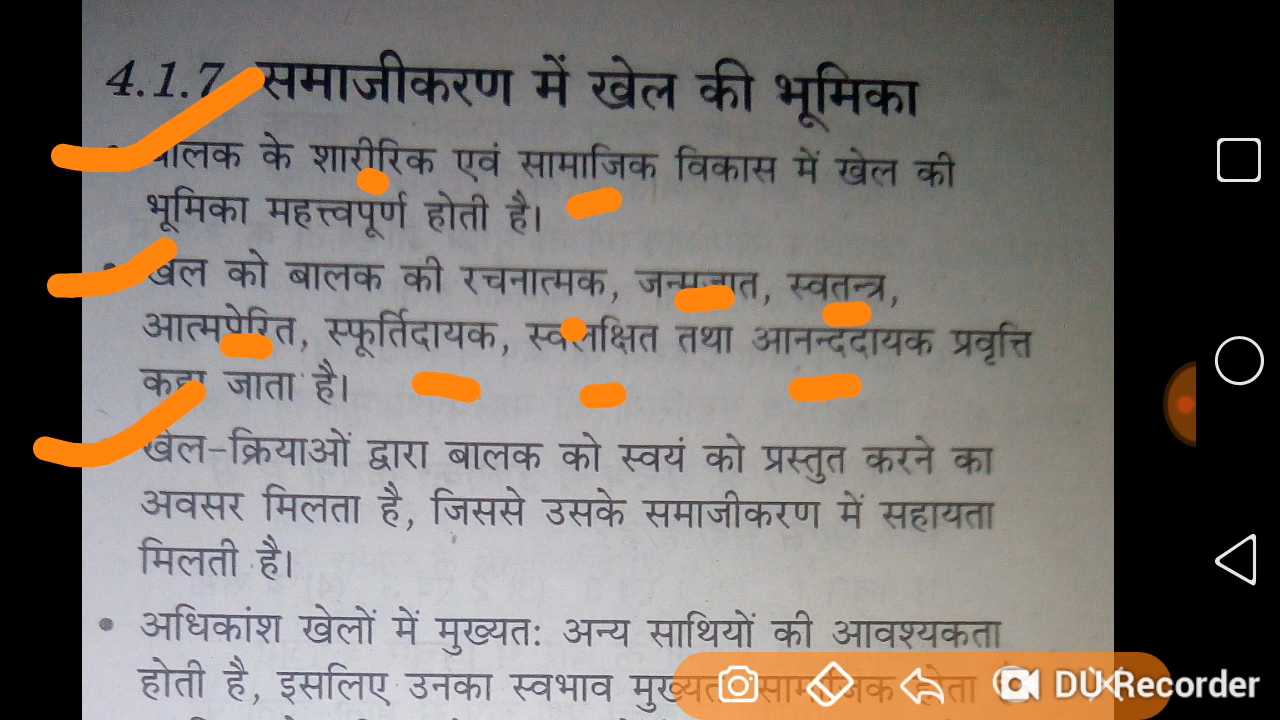 4.1.7 समाजीकरण में खेल की भूमिका
बालक के शारीरिक एवं सामाजिक विकास में खेल की
भूमिका महत्त्वपूर्ण होती है।
• खेल को बालक की रचनात्मक, जन्मजात, स्वतन्त्र,
आत्मप्रेरित, स्फूर्तिदायक, स्वलक्षित तथा आनन्ददायक प्रवृत्ति
कहा जाता है।
खेल-क्रियाओं द्वारा बालक को स्वयं को प्रस्तुत करने का
अवसर मिलता है, जिससे उसके समाजीकरण में सहायता
मिलती है।
• अधिकांश खेलों में मुख्यतः अन्य साथियों की आवश्यकता
होती है, इसलिए उनका स्वभाव मुख्यत सामाजिक होता
DU Recorder